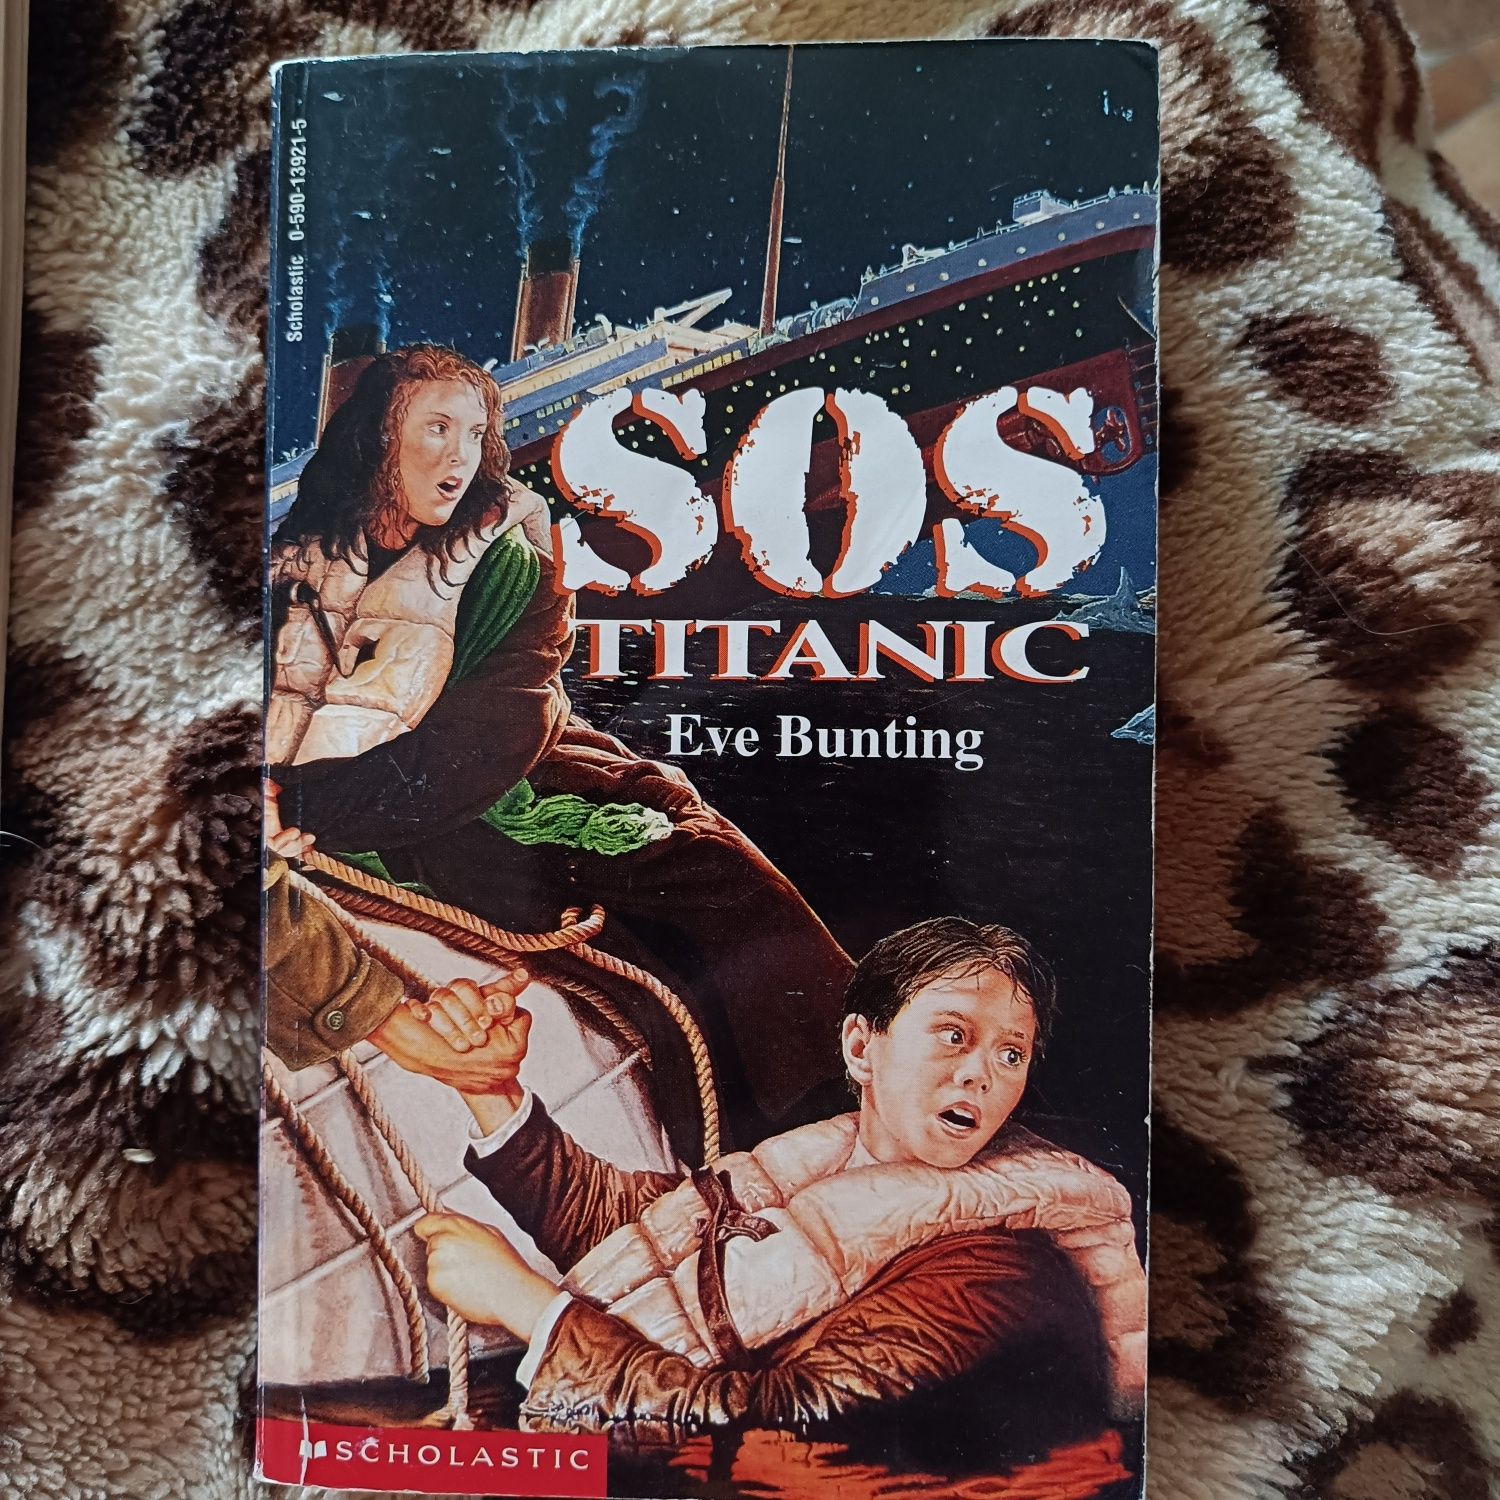 Scholastic 0-590-13921-5
SOS
TITANIC
Eve Bunting
SCHOLASTIC